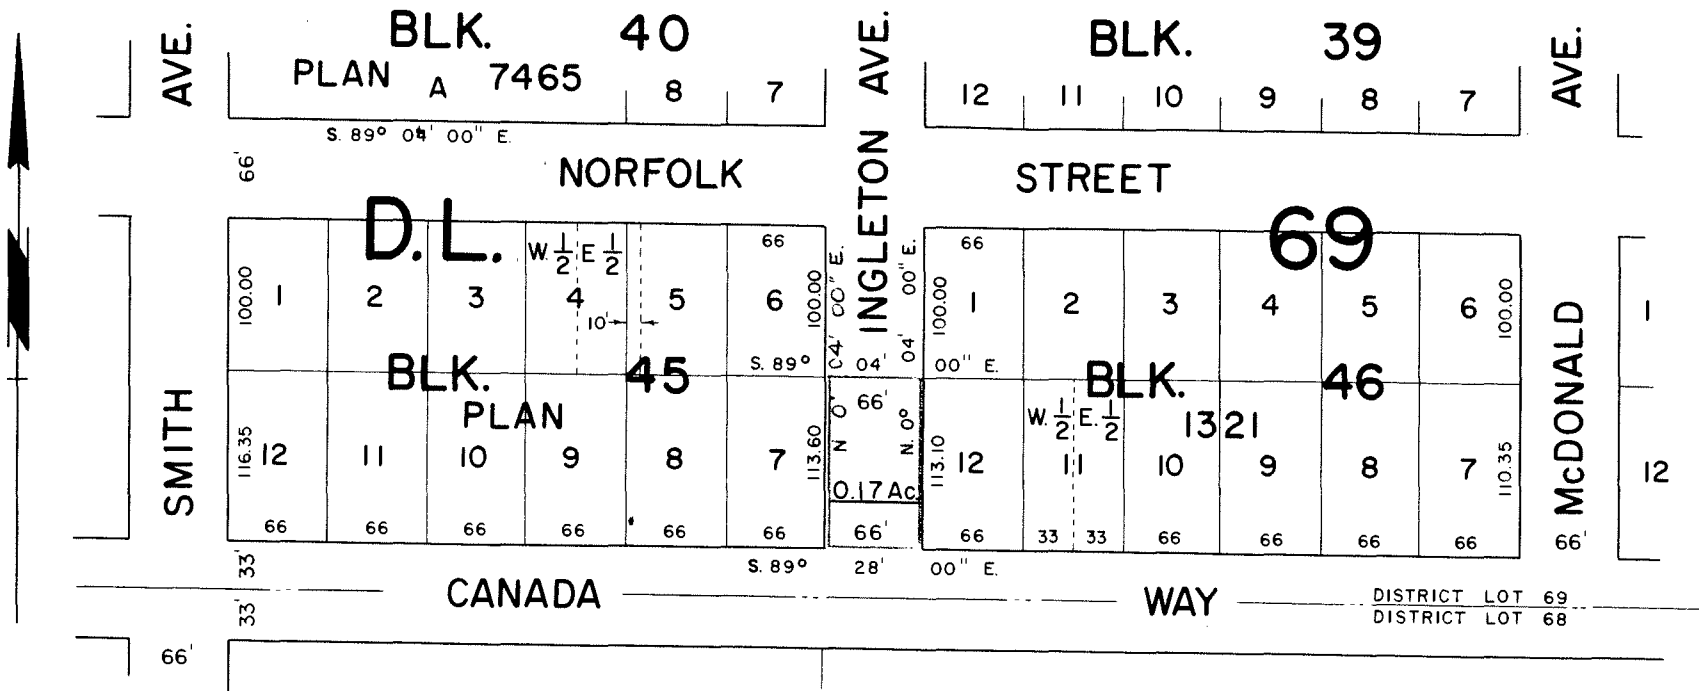 AVE.
BLK. 40
PLAN A 7465
8 7
INGLETON AVE.
BLK. 39
12 11 10 9 8 7
AVE.
S. 89° 04' 00" E.
66'
NORFOLK STREET
D.L. 69
W. 1/2 E 1/2
66
100.00
1 2 3 4 5 6
10'
100.00
N 0° 04' 00" E.
66
100.00
1 2 3 4 5 6
100.00
N. 0° 04' 00" E.
S. 89° 04' 00" E.
BLK. 45
PLAN
BLK. 46
1321
SMITH
116.35
12 11 10 9 8 7
113.60
66 66 66 66 66 66
66'
0.17 Ac.
66'
113.10
W. 1/2 E. 1/2
12 11 10 9 8 7
110.35
66 33 33 66 66 66 66
McDONALD
66'
1
12
S. 89° 28' 00" E.
33'
33'
CANADA WAY
DISTRICT LOT 69
DISTRICT LOT 68
66'